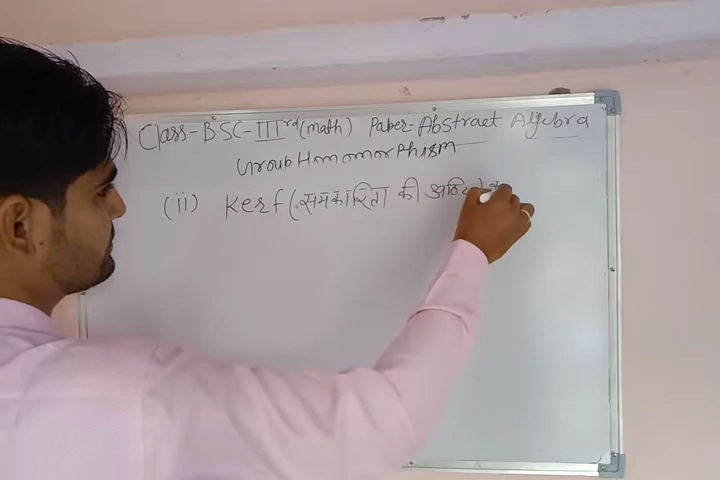 Class-BSC-IIIrd (math) Paper-Abstract Algebra
Group Homomorphism
(ii) Kerf (समकारिता की